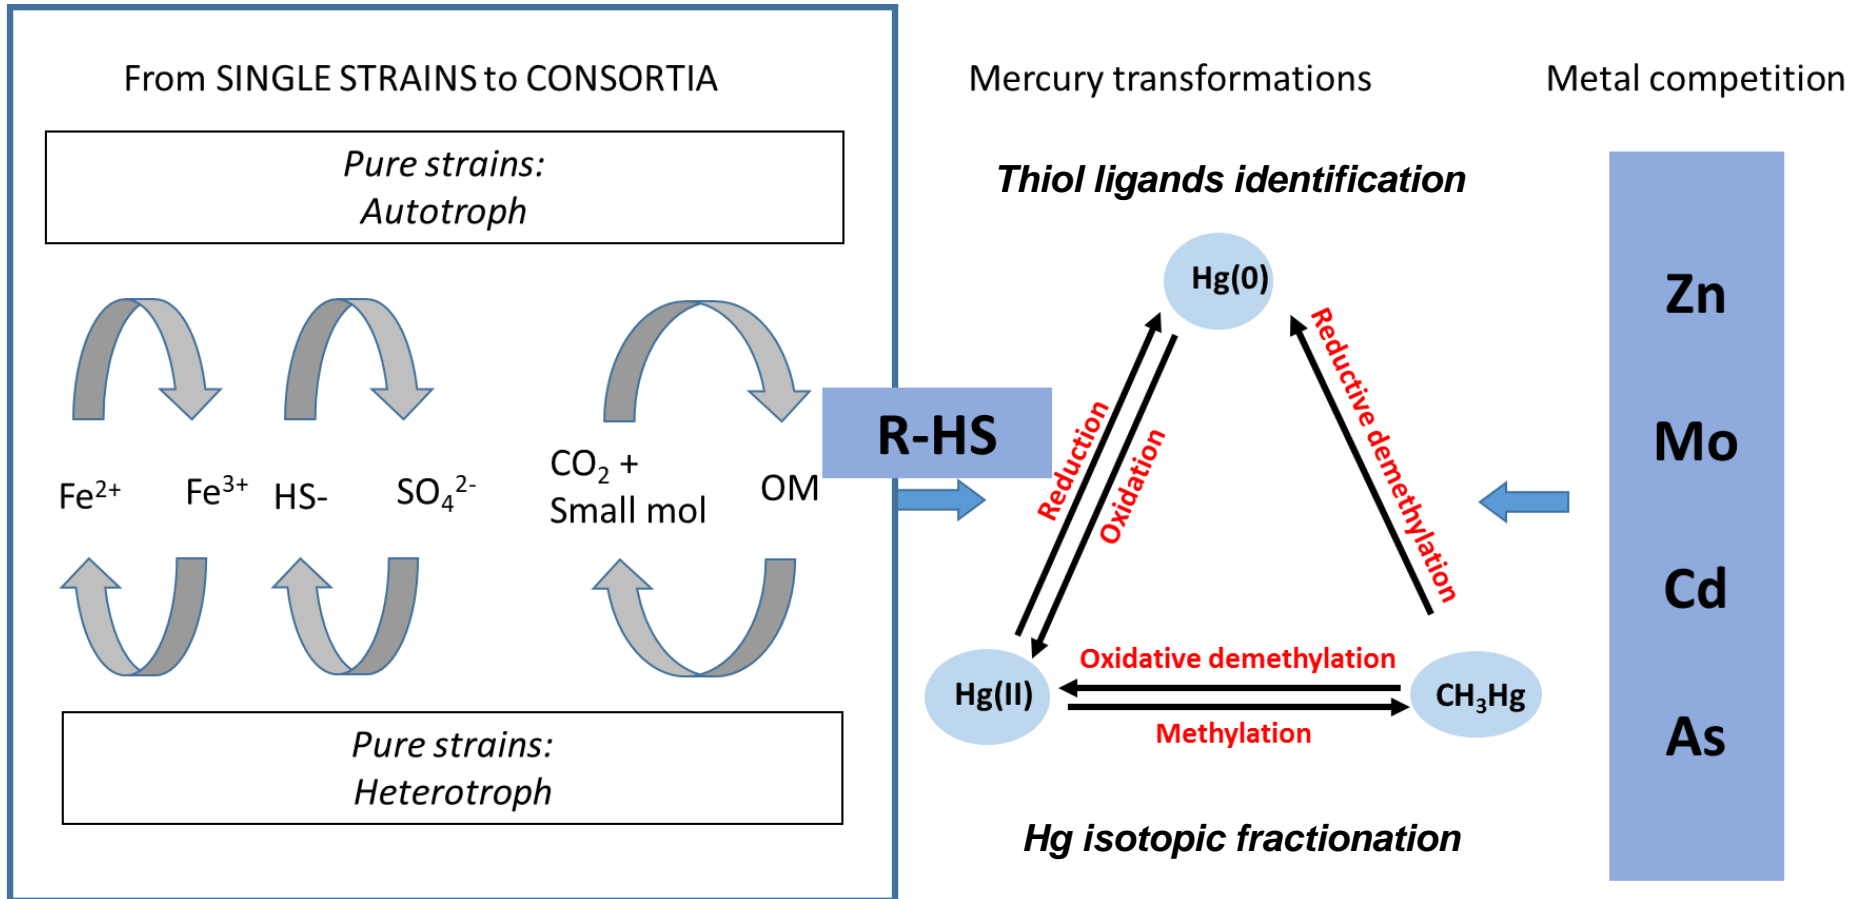 From SINGLE STRAINS to CONSORTIA
Pure strains:
Autotroph
Fe²⁺
Fe³⁺
HS-
SO₄²⁻
CO₂ +
Small mol
OM
R-HS
Pure strains:
Heterotroph
Mercury transformations
Thiol ligands identification
Hg(0)
Reduction
Oxidation
Reductive demethylation
Oxidative demethylation
Hg(II)
CH₃Hg
Methylation
Hg isotopic fractionation
Metal competition
Zn
Mo
Cd
As